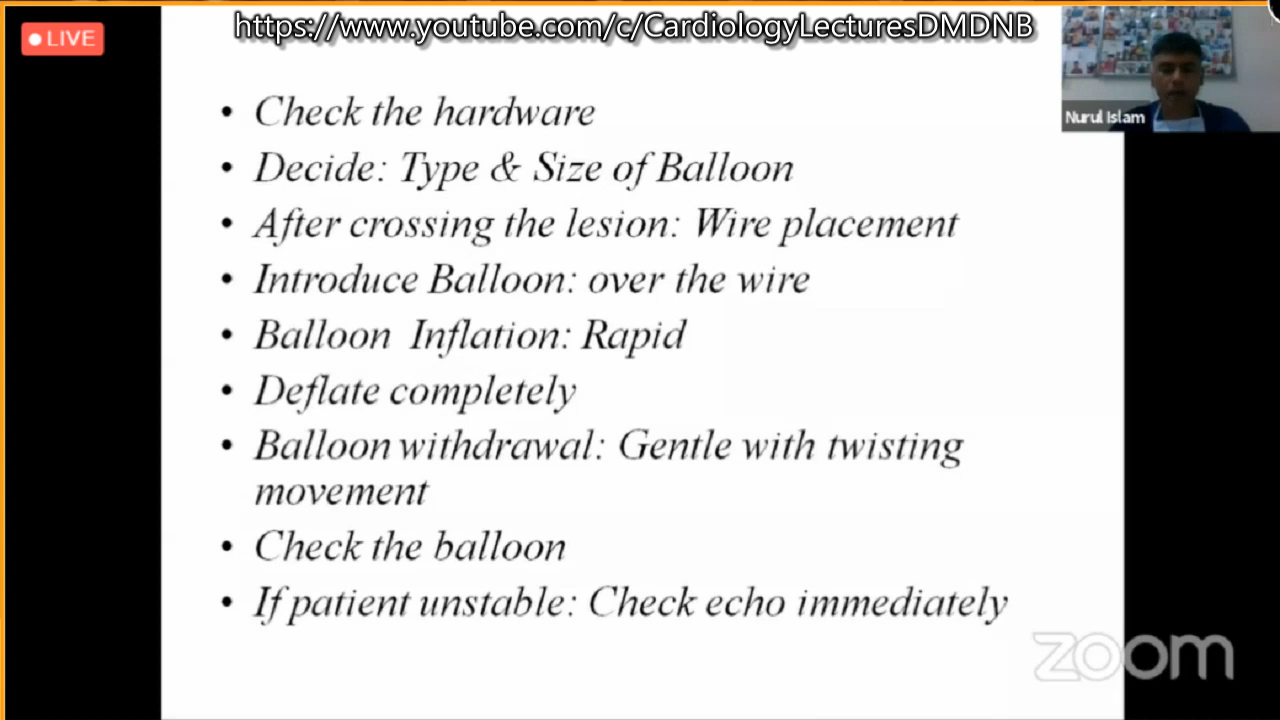 https://www.youtube.com/c/CardiologyLecturesDMDNB
LIVE
Nurul Islam
• Check the hardware
• Decide: Type & Size of Balloon
• After crossing the lesion: Wire placement
• Introduce Balloon: over the wire
• Balloon Inflation: Rapid
• Deflate completely
• Balloon withdrawal: Gentle with twisting
movement
• Check the balloon
• If patient unstable: Check echo immediately
zoom